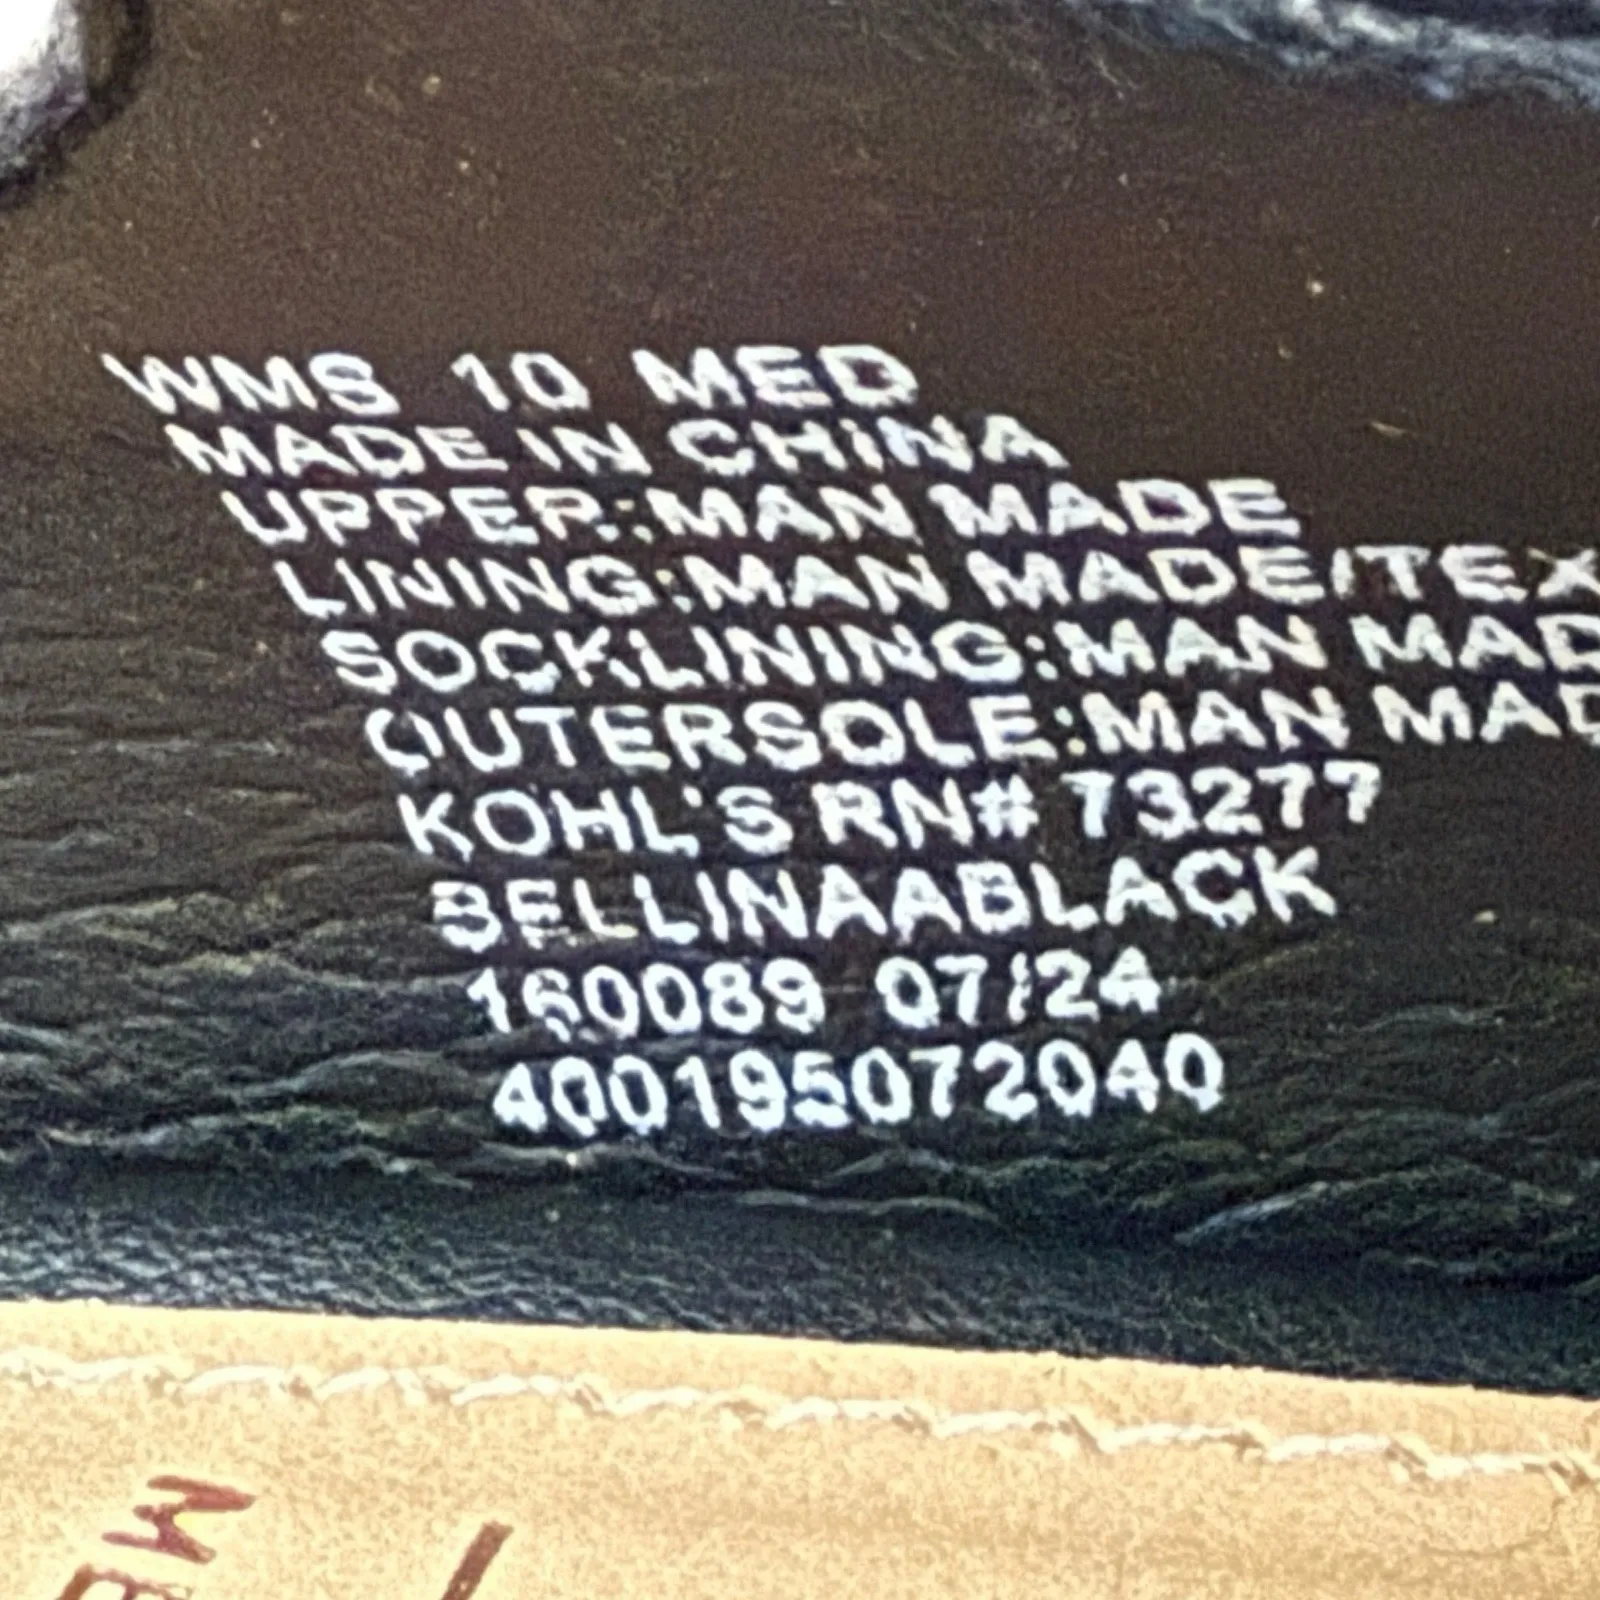 WMS 10 MED
MADE IN CHINA
UPPER:MAN MADE
LINING:MAN MADE/TEX
SOCKLINING:MAN MAD
OUTERSOLE:MAN MAD
KOHL'S RN# 73277
BELLINAABLACK
160089 07/24
400195072040